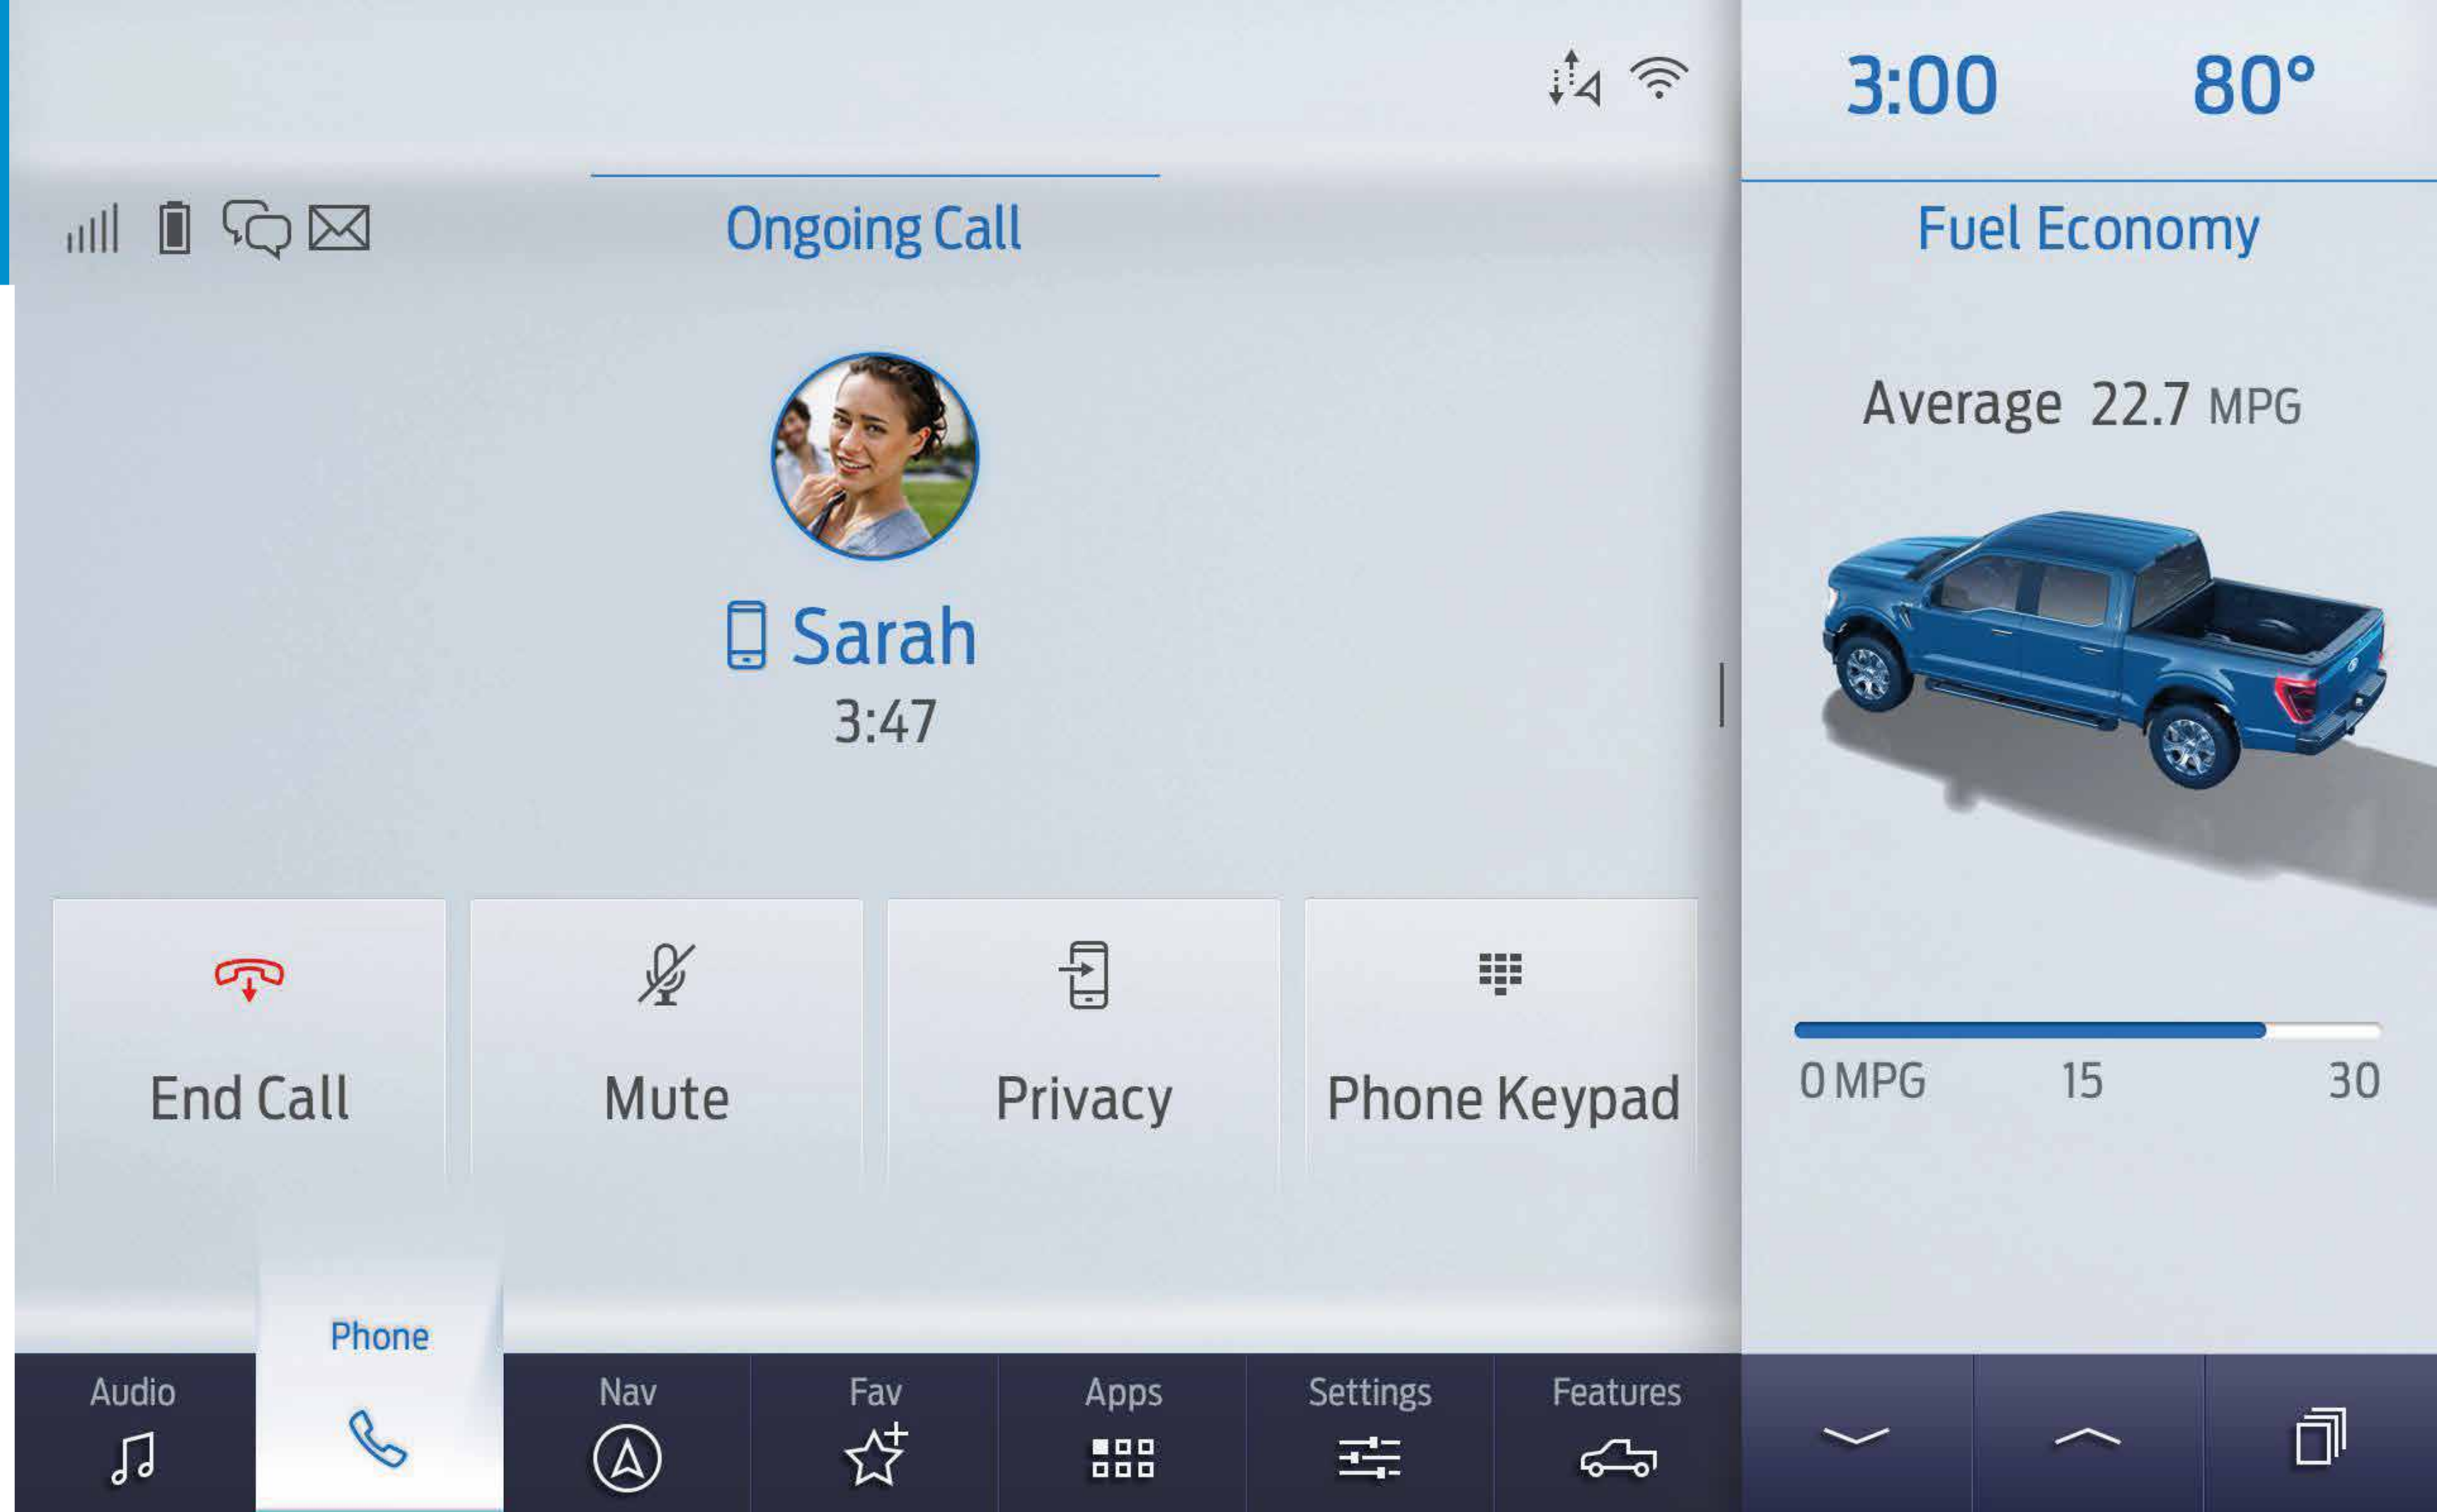 3:00
80°
Ongoing Call
Fuel Economy
Average 22.7 MPG
Sarah
3:47
End Call
Mute
Privacy
Phone Keypad
0 MPG
15
30
Phone
Audio
Nav
Fav
Apps
Settings
Features